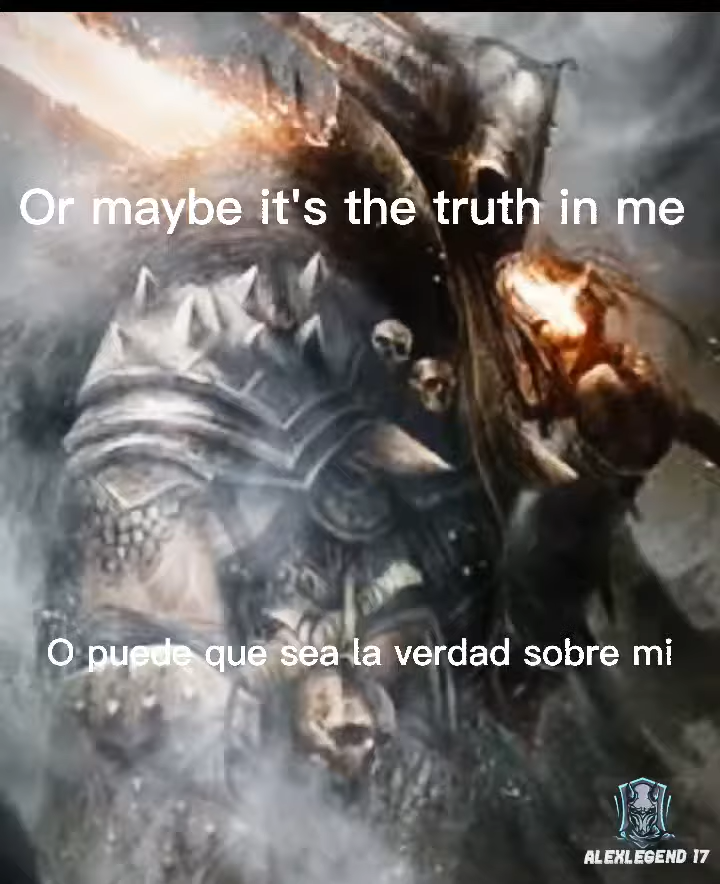 Or maybe it's the truth in me
O puede que sea la verdad sobre mi
ALEXLEGEND 17